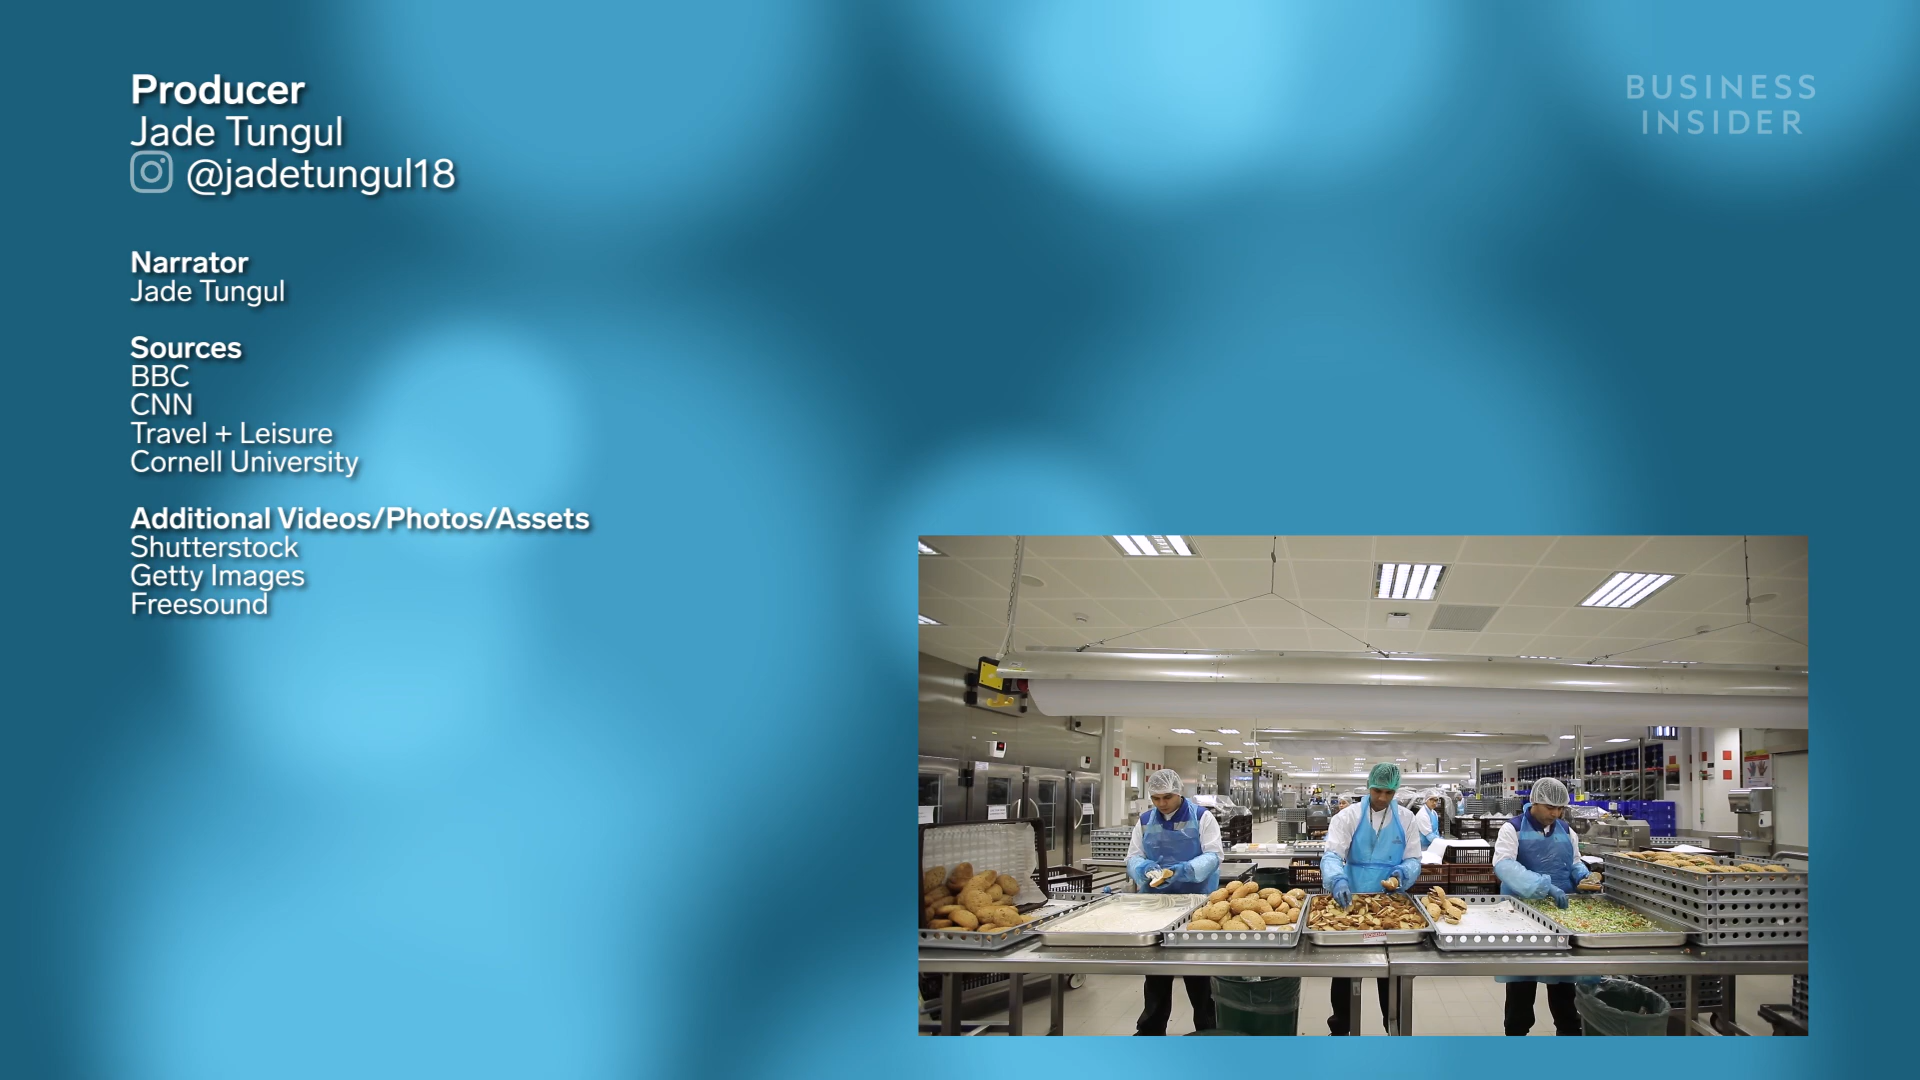 Producer
Jade Tungul
@jadetungul18
BUSINESS
INSIDER
Narrator
Jade Tungul
Sources
BBC
CNN
Travel + Leisure
Cornell University
Additional Videos/Photos/Assets
Shutterstock
Getty Images
Freesound